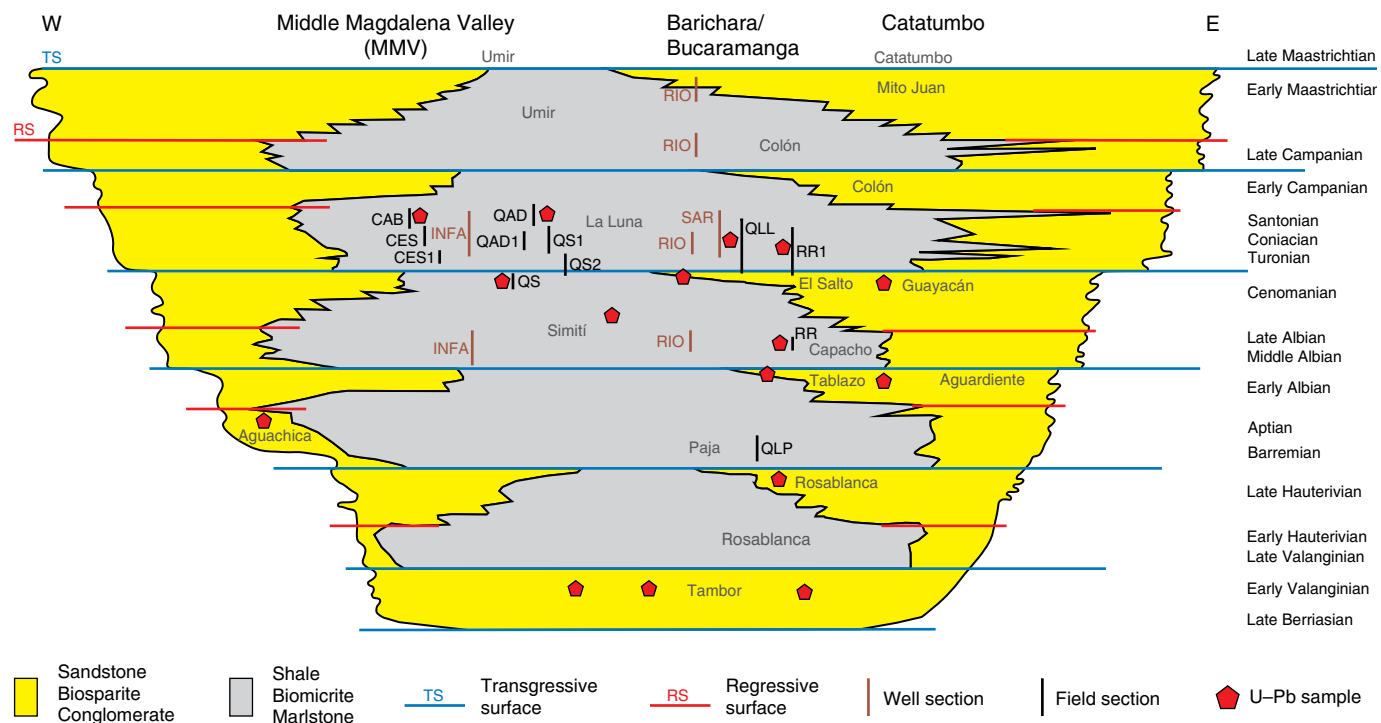 W
Middle Magdalena Valley
(MMV)
Barichara/
Bucaramanga
Catatumbo
E
TS
Umir
Catatumbo
Late Maastrichtian
RIO
Mito Juan
Early Maastrichtian
Umir
RS
RIO
Colón
Late Campanian
Colón
Early Campanian
CAB
QAD
La Luna
SAR
QLL
Santonian
CES
INFA
QAD1
QS1
RIO
RR1
Coniacian
CES1
QS2
Turonian
QS
El Salto
Guayacán
Cenomanian
Simití
INFA
RIO
RR
Capacho
Late Albian
Middle Albian
Tablazo
Aguardiente
Early Albian
Aguachica
Aptian
Paja
QLP
Barremian
Rosablanca
Late Hauterivian
Rosablanca
Early Hauterivian
Late Valanginian
Tambor
Early Valanginian
Late Berriasian
Sandstone
Biosparite
Conglomerate
Shale
Biomicrite
Marlstone
TS
Transgressive
surface
RS
Regressive
surface
Well section
Field section
U–Pb sample